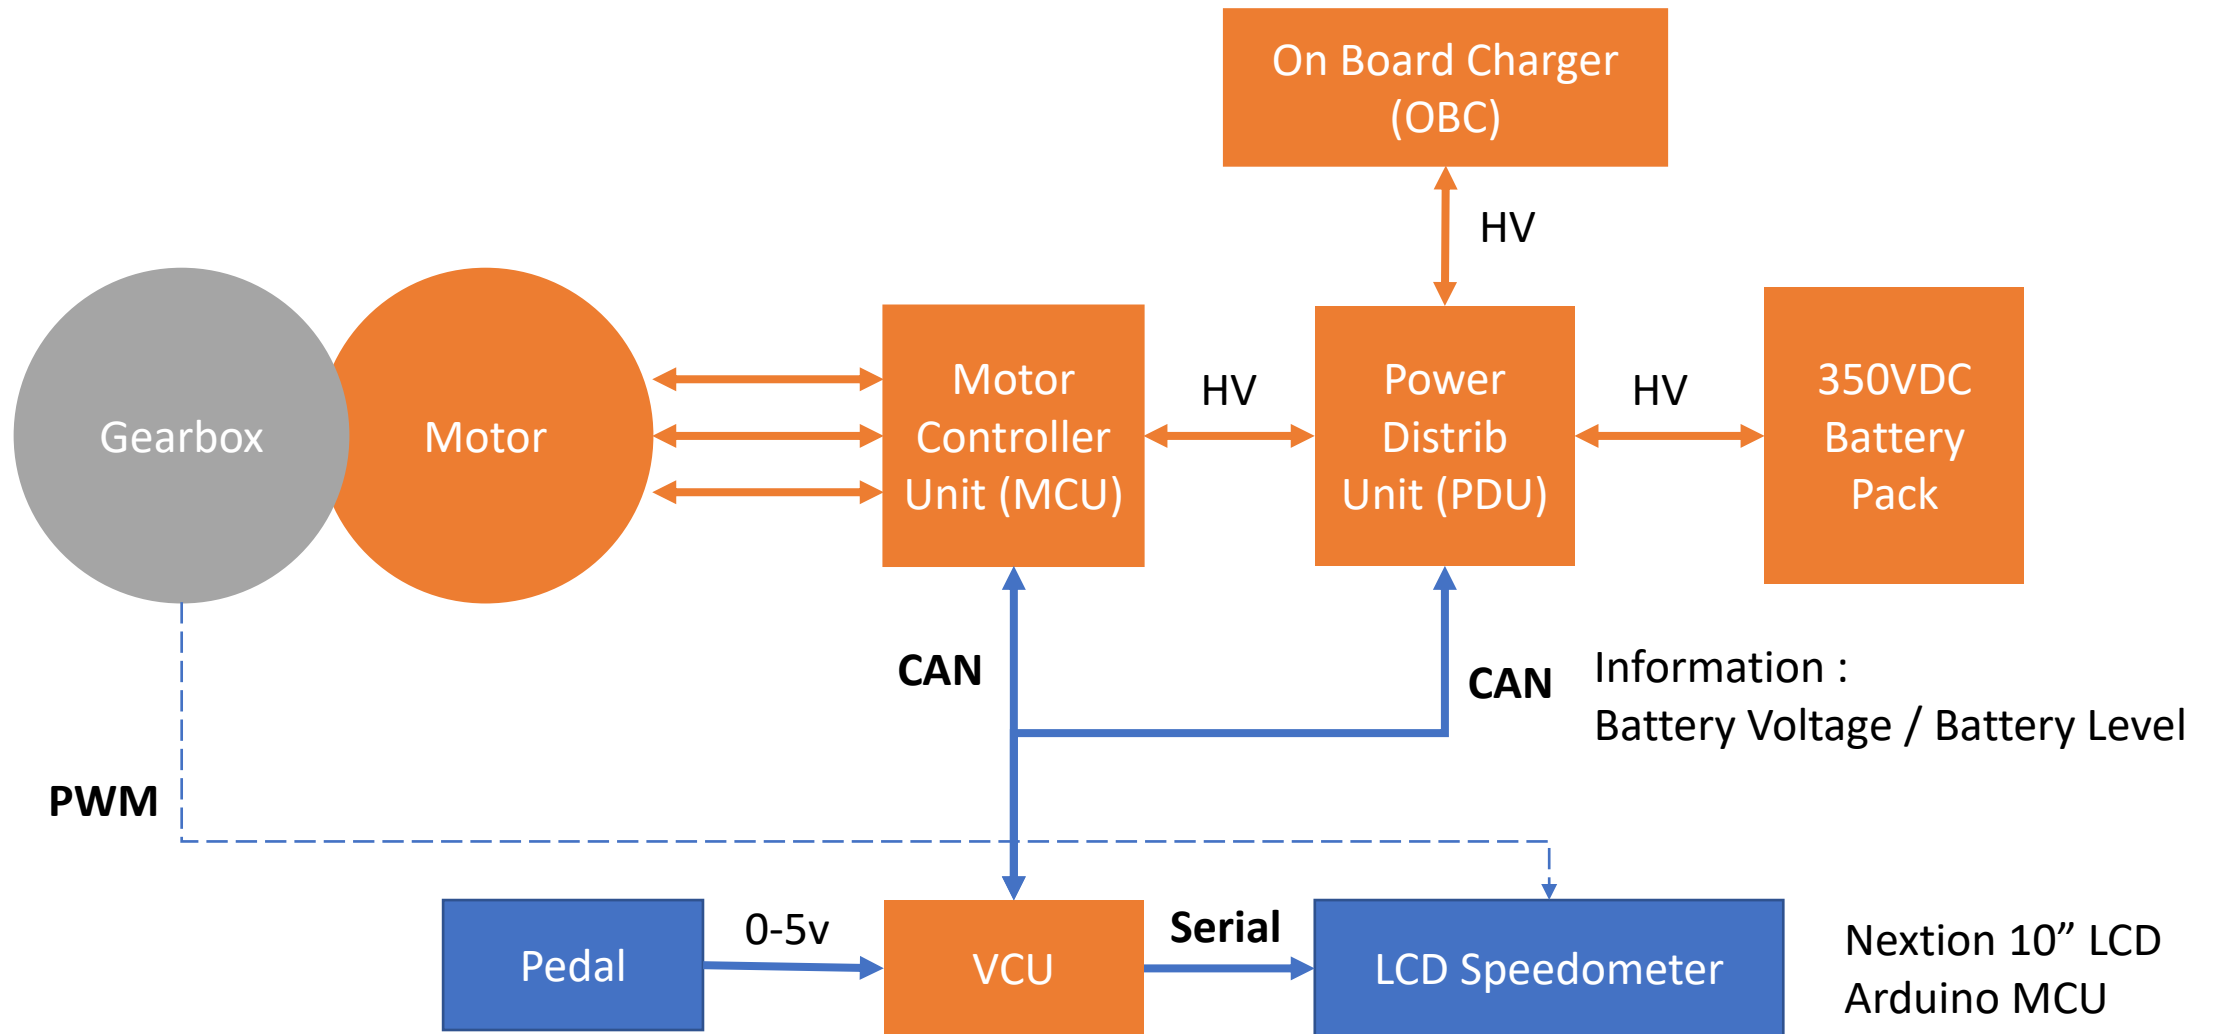 On Board Charger
(OBC)
HV
Gearbox
Motor
Motor
Controller
Unit (MCU)
HV
Power
Distrib
Unit (PDU)
HV
350VDC
Battery
Pack
CAN
CAN
Information :
Battery Voltage / Battery Level
PWM
Pedal
0-5v
VCU
Serial
LCD Speedometer
Nextion 10” LCD
Arduino MCU